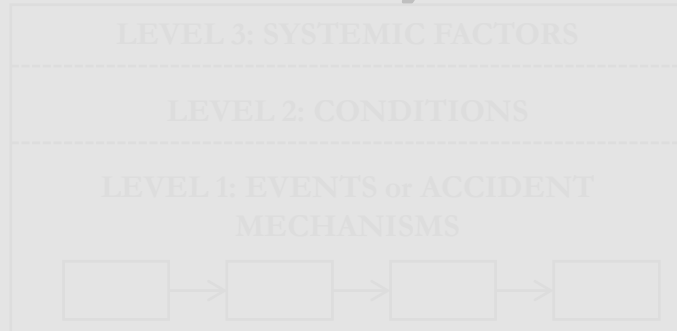 LEVEL 3: SYSTEMIC FACTORS
LEVEL 2: CONDITIONS
LEVEL 1: EVENTS or ACCIDENT
MECHANISMS